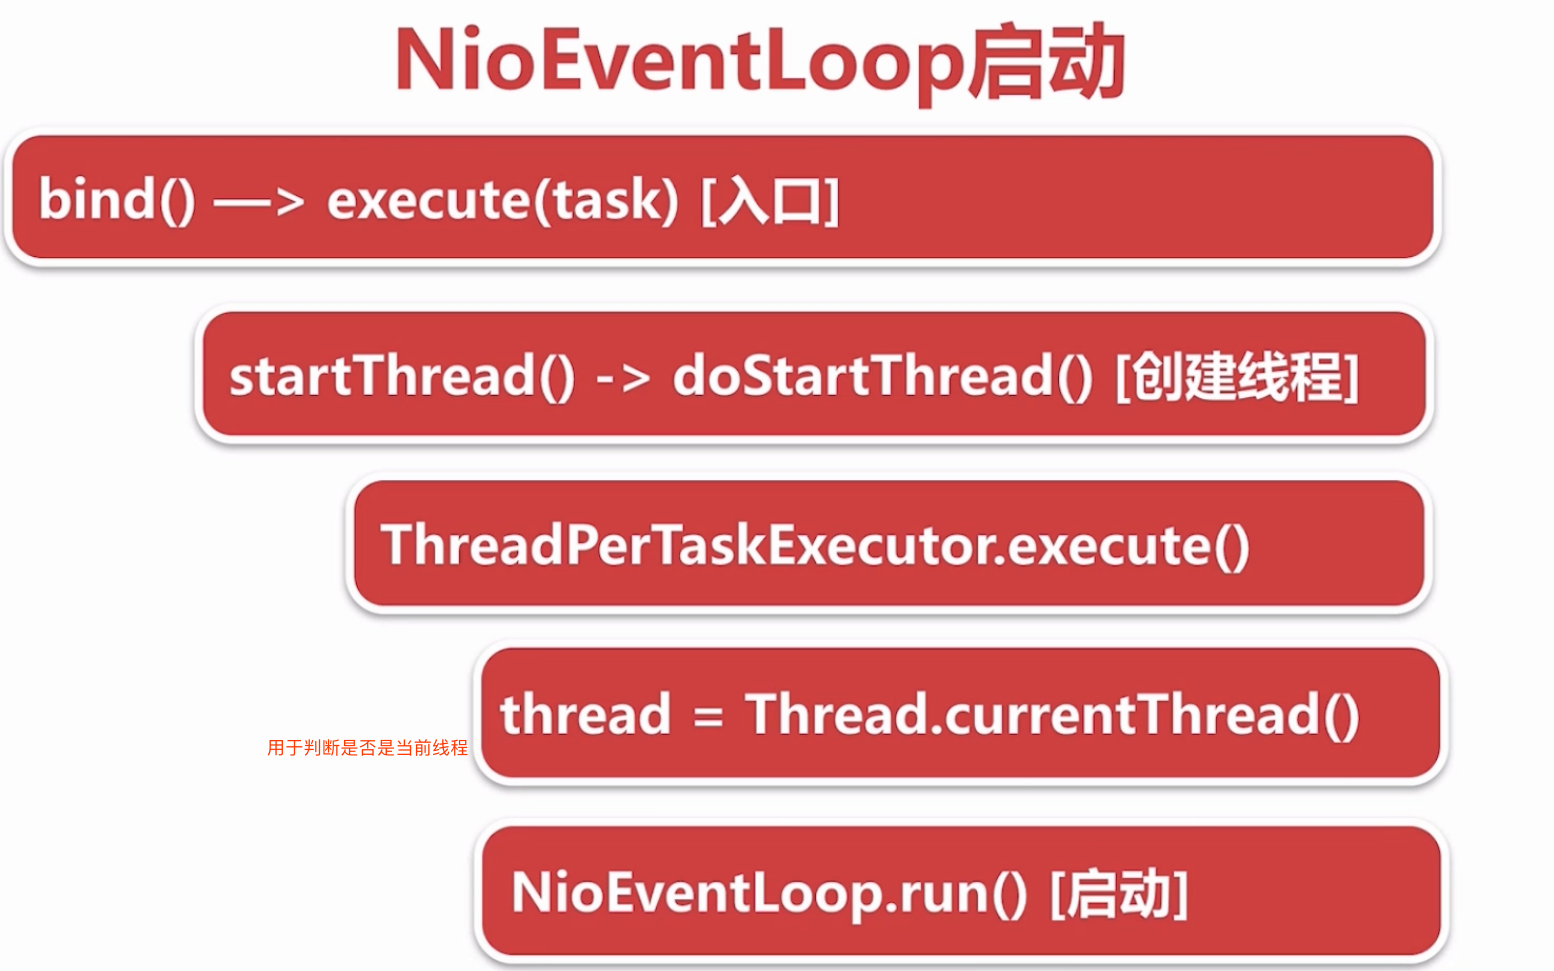 NioEventLoop启动
bind() —> execute(task) [入口]
startThread() -> doStartThread() [创建线程]
ThreadPerTaskExecutor.execute()
thread = Thread.currentThread()
用于判断是否是当前线程
NioEventLoop.run() [启动]